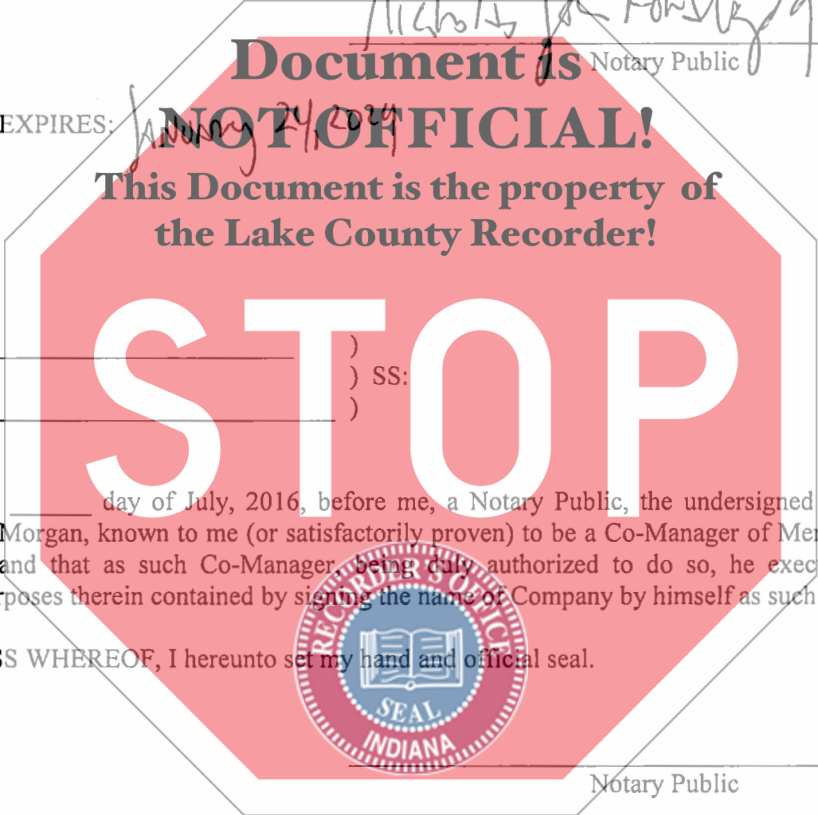 Document is
Notary Public
EXPIRES: January 24, 2024
NOT OFFICIAL!
This Document is the property of
the Lake County Recorder!
)
) SS:
)
STOP
day of July, 2016, before me, a Notary Public, the undersigned
Morgan, known to me (or satisfactorily proven) to be a Co-Manager of
and that as such Co-Manager, being duly authorized to do so, he
therein contained by signing the name of Company by himself as such
WHEREOF, I hereunto set my hand and official seal.
RECORDER'S OFFICE
SEAL
INDIANA
Notary Public